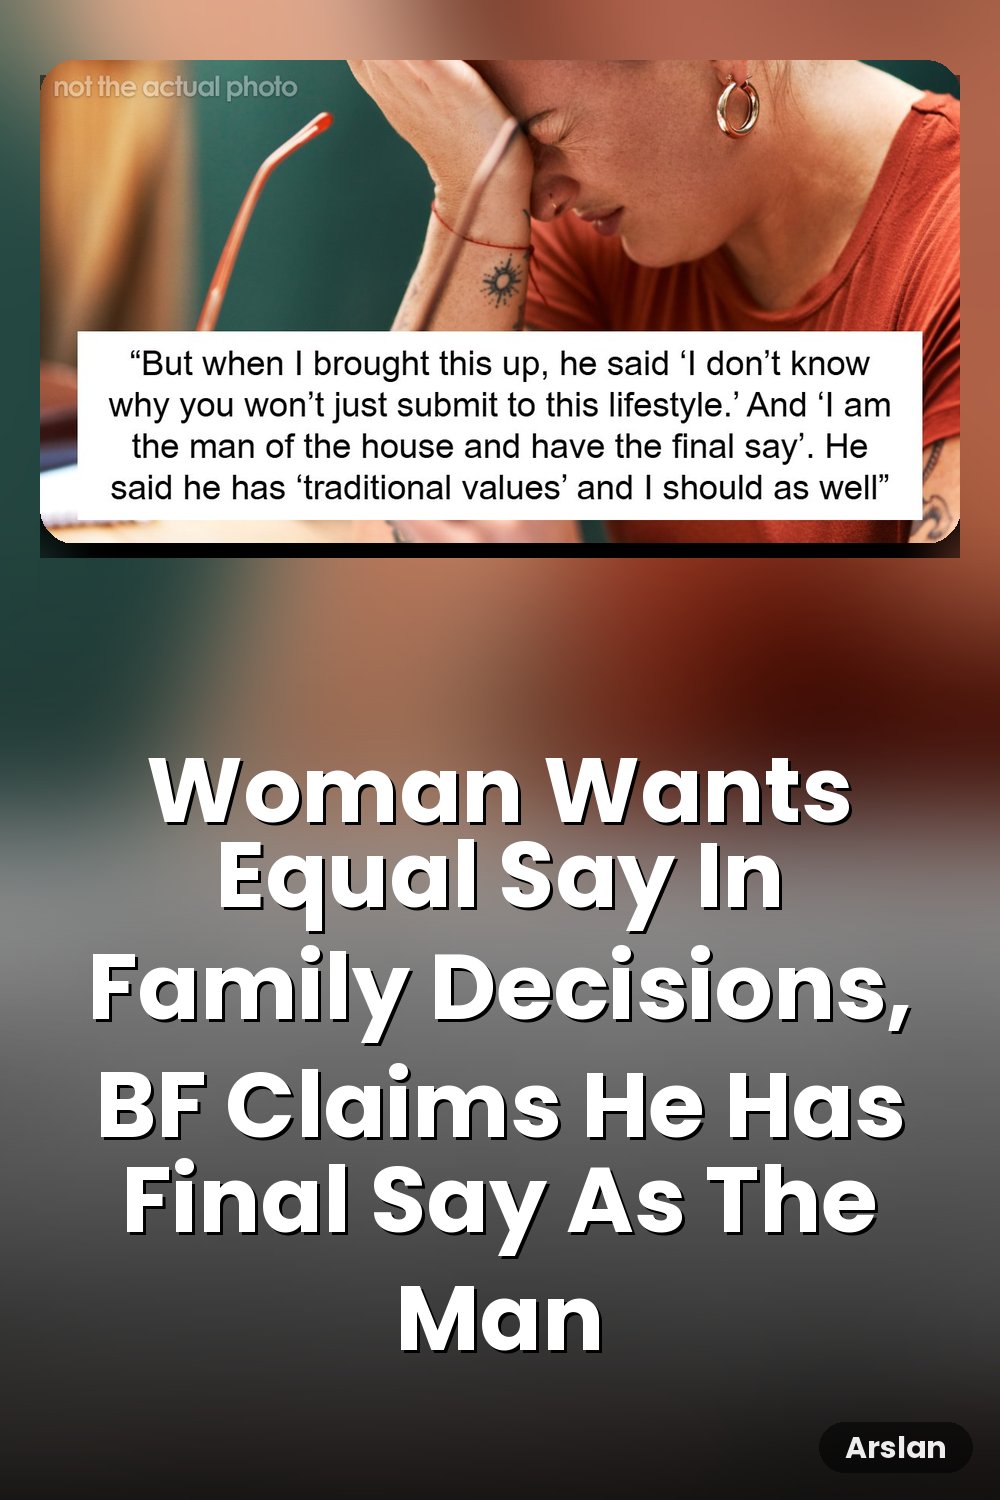 not the actual photo
“But when I brought this up, he said ‘I don’t know
why you won’t just submit to this lifestyle.’ And ‘I am
the man of the house and have the final say’. He
said he has ‘traditional values’ and I should as well”
Woman Wants
Equal Say In
Family Decisions,
BF Claims He Has
Final Say As The
Man
Arslan